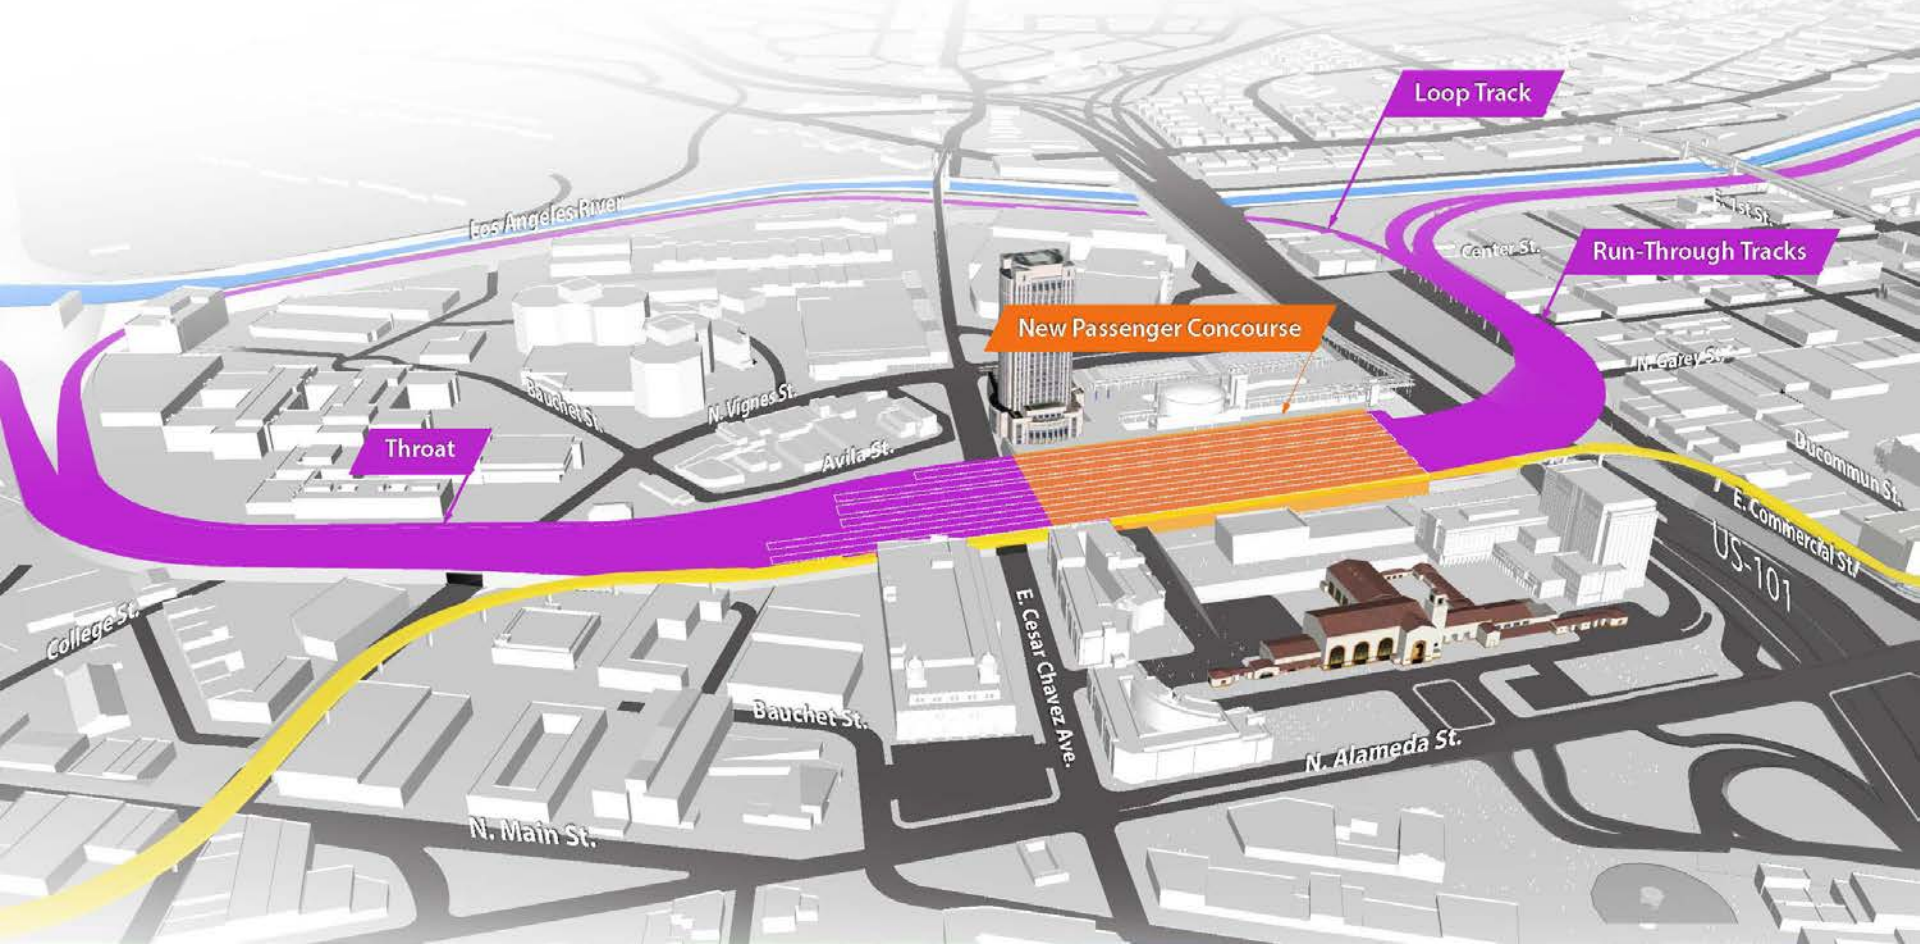 Loop Track
Los Angeles River
E. 1st St.
Center St.
Run-Through Tracks
New Passenger Concourse
N. Garey St.
Bauchet St.
N. Vignes St.
Throat
Avila St.
Ducommun St.
E. Commercial St.
US-101
College St.
E. Cesar Chavez Ave.
Bauchet St.
N. Alameda St.
N. Main St.